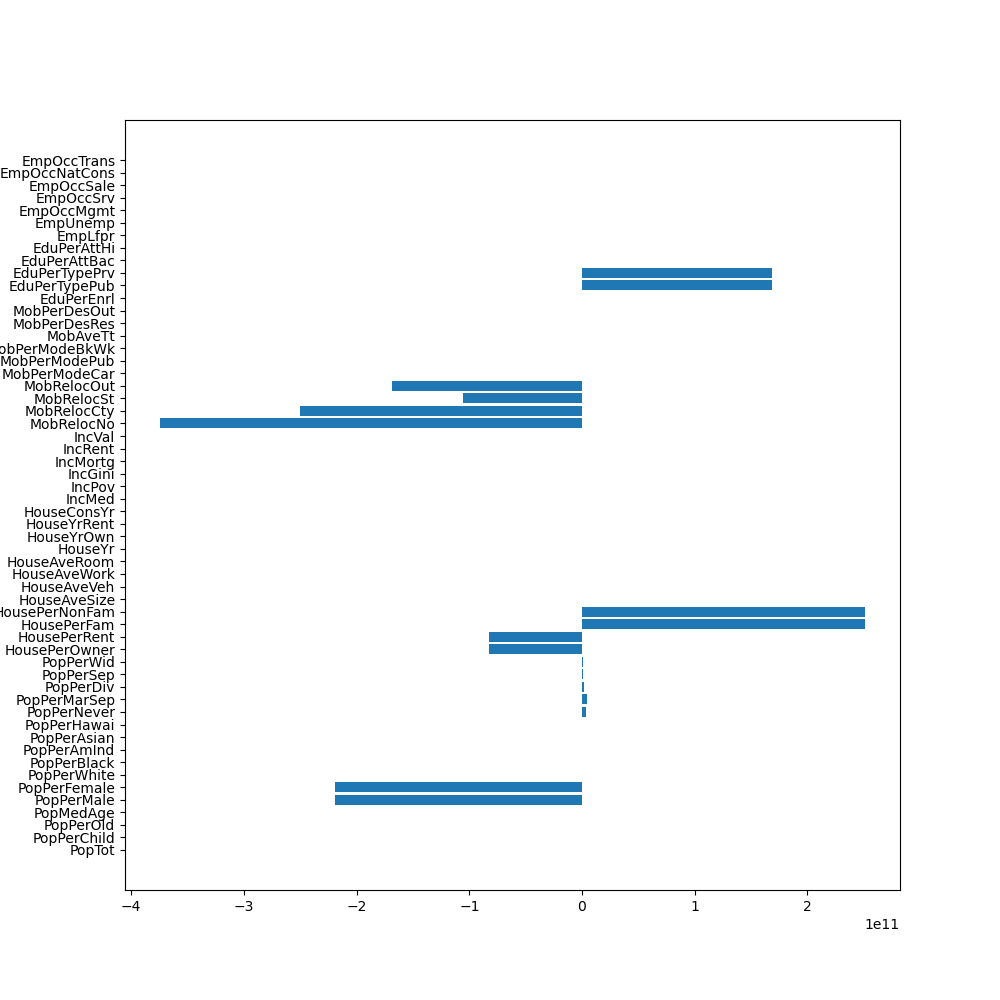 EmpOccTrans
EmpOccNatCons
EmpOccSale
EmpOccSrv
EmpOccMgmt
EmpUnemp
EmpLfpr
EduPerAttHi
EduPerAttBac
EduPerTypePrv
EduPerTypePub
EduPerEnrl
MobPerDesOut
MobPerDesRes
MobAveTt
obPerModeBkWk
MobPerModePub
MobPerModeCar
MobRelocOut
MobRelocSt
MobRelocCty
MobRelocNo
IncVal
IncRent
IncMortg
IncGini
IncPov
IncMed
HouseConsYr
HouseYrRent
HouseYrOwn
HouseYr
HouseAveRoom
HouseAveWork
HouseAveVeh
HouseAveSize
HousePerNonFam
HousePerFam
HousePerRent
HousePerOwner
PopPerWid
PopPerSep
PopPerDiv
PopPerMarSep
PopPerNever
PopPerHawai
PopPerAsian
PopPerAmInd
PopPerBlack
PopPerWhite
PopPerFemale
PopPerMale
PopMedAge
PopPerOld
PopPerChild
PopTot
−4 −3 −2 −1 0 1 2
1e11